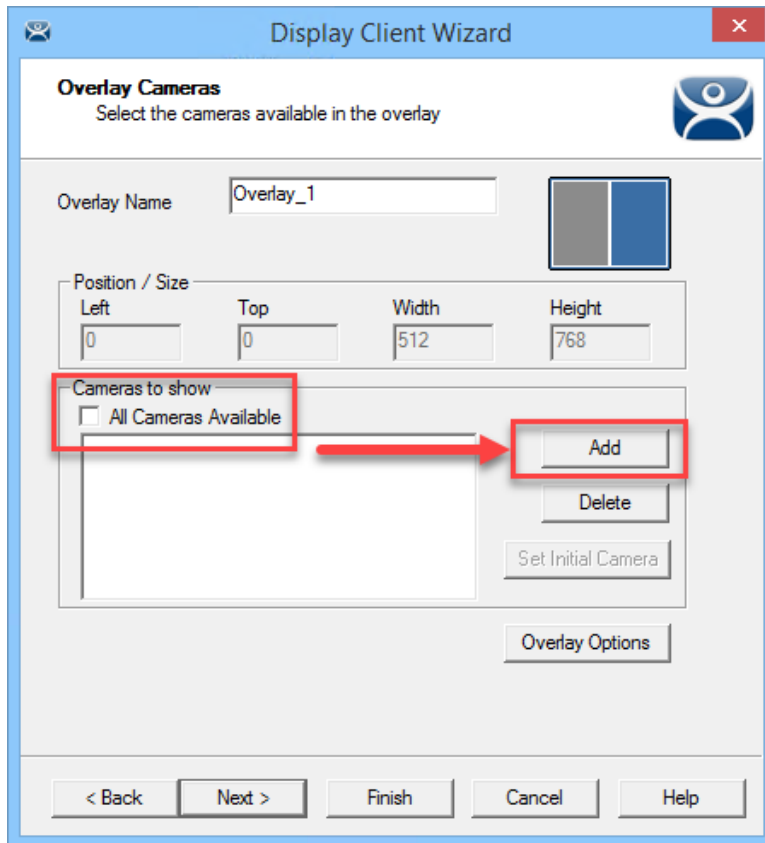 Display Client Wizard
Overlay Cameras
Select the cameras available in the overlay
Overlay Name
Overlay_1
Position / Size
Left Top Width Height
0 0 512 768
Cameras to show
All Cameras Available
Add
Delete
Set Initial Camera
Overlay Options
< Back Next > Finish Cancel Help